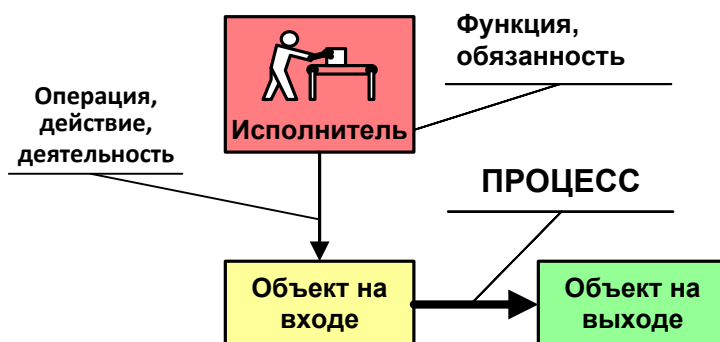 Функция,
обязанность
Операция,
действие,
деятельность
Исполнитель
ПРОЦЕСС
Объект на
входе
Объект на
выходе